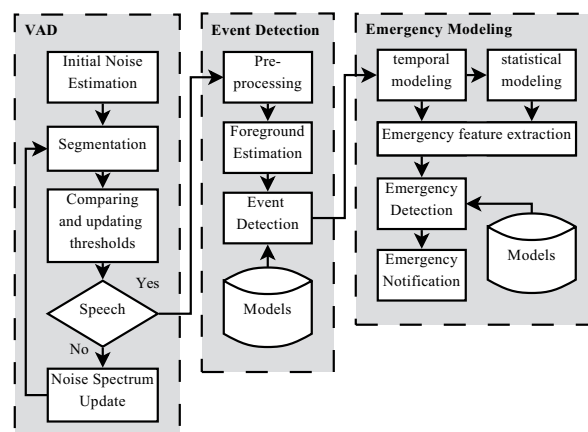 VAD
Initial Noise
Estimation
Segmentation
Comparing
and updating
thresholds
Yes
Speech
No
Noise Spectrum
Update
Event Detection
Pre-
processing
Foreground
Estimation
Event
Detection
Models
Emergency Modeling
temporal
modeling
statistical
modeling
Emergency feature extraction
Emergency
Detection
Models
Emergency
Notification